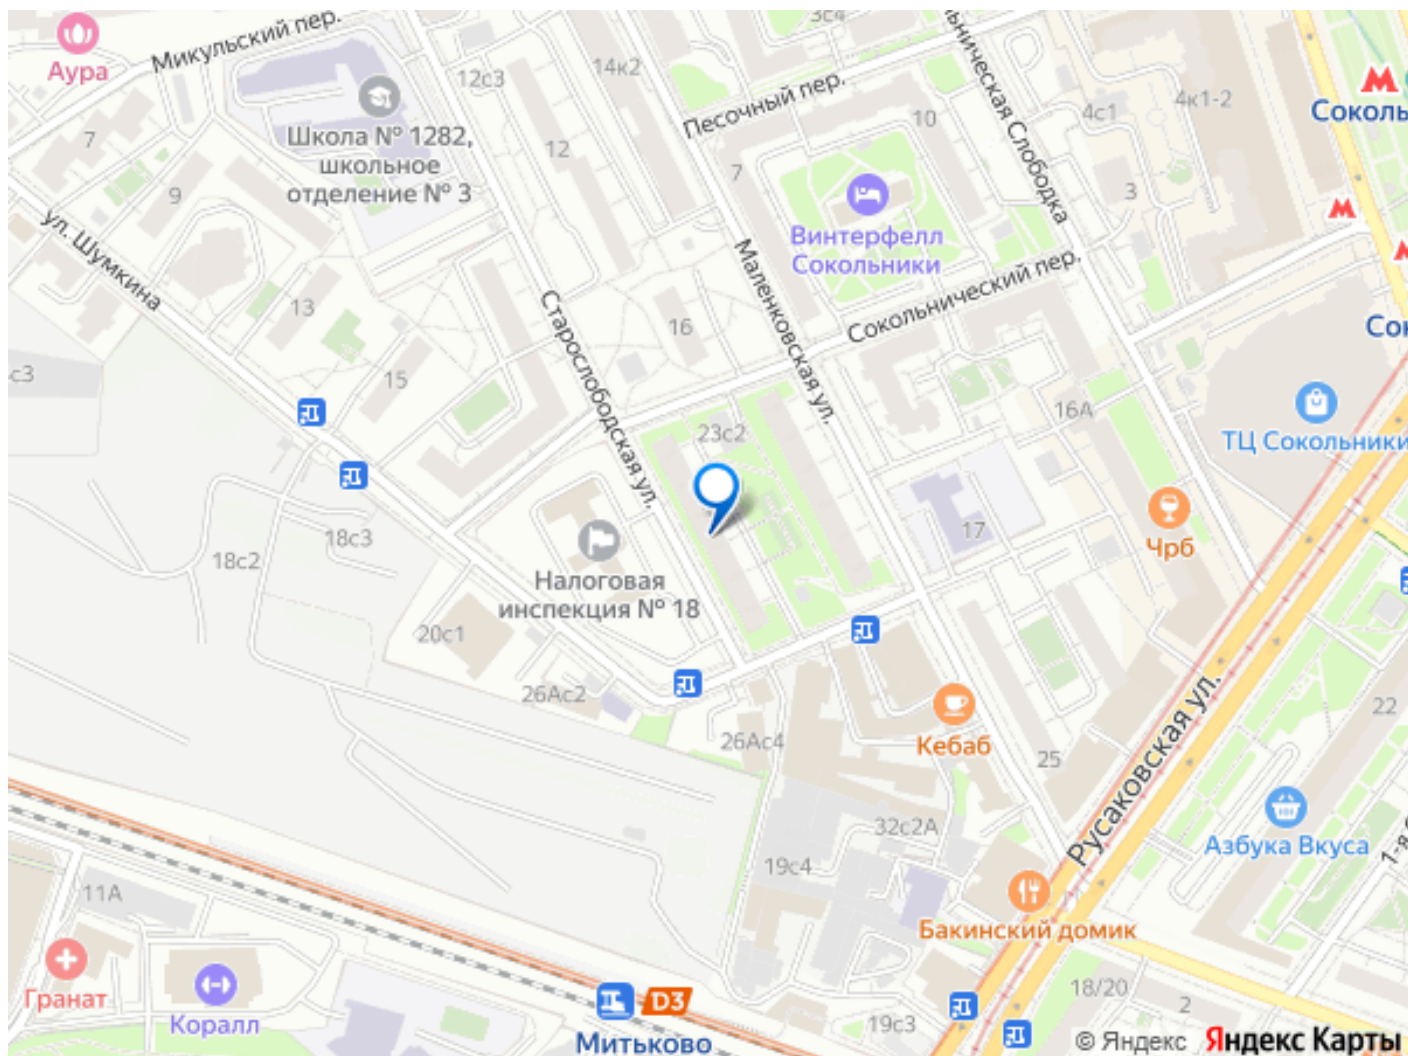 Микульский пер.
Аура
12с3
14к2
3с4
Песочный пер.
10
4с1
4к1-2
Школа № 1282,
школьное
отделение № 3
7
9
12
7
3
ул. Шумкина
Винтерфелл
Сокольники
Сокольнический пер.
Маленковская ул.
Старослободская ул.
13
16
15
23с2
16А
ТЦ Сокольники
18с3
18с2
17
Чрб
Налоговая
инспекция № 18
20с1
26Ас2
26Ас4
Кебаб
25
22
Русаковская ул.
32с2А
Азбука Вкуса
19с4
11А
Бакинский домик
Гранат
Коралл
D3
Митьково
19с3
18/20
2
© Яндекс Яндекс Карты